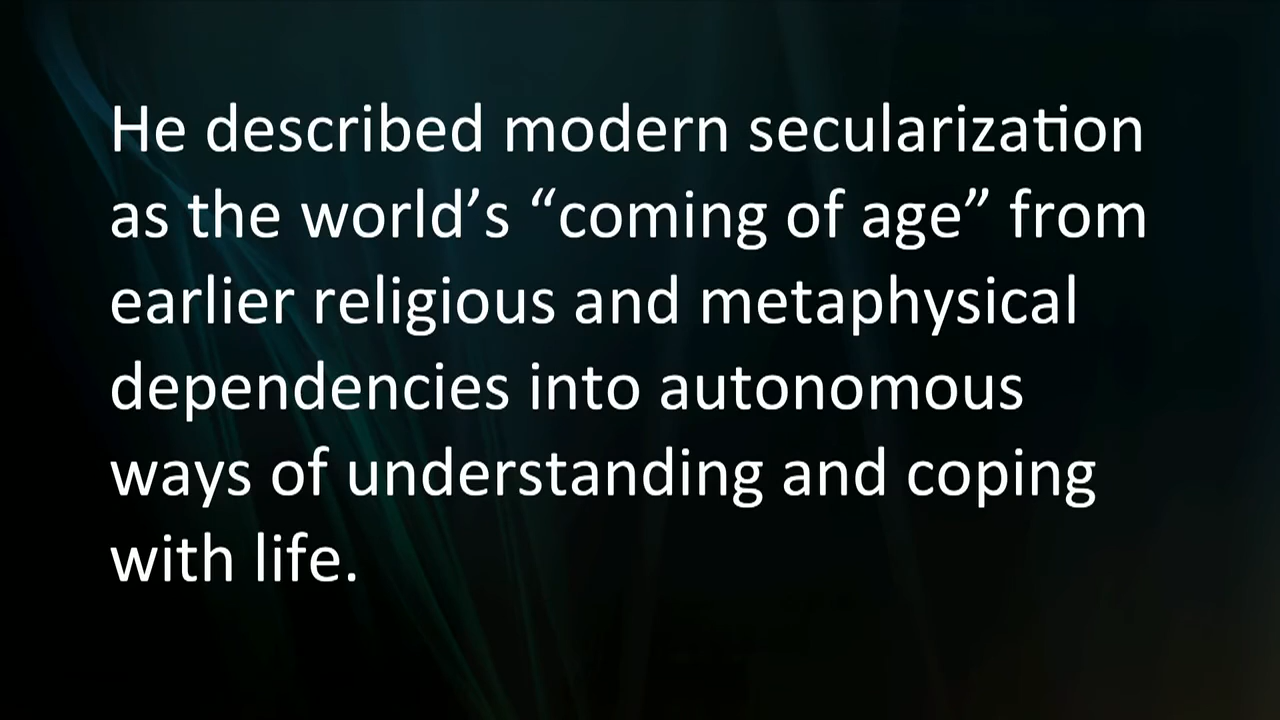 He described modern secularization
as the world’s “coming of age” from
earlier religious and metaphysical
dependencies into autonomous
ways of understanding and coping
with life.